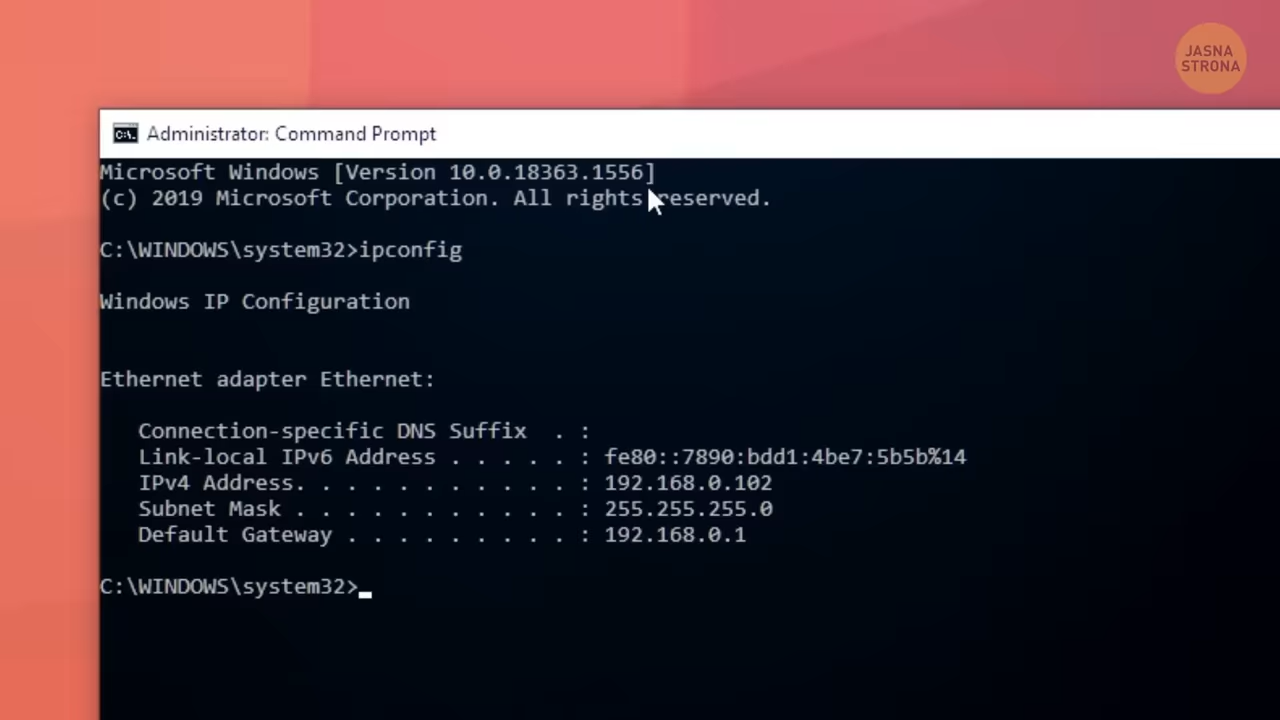 JASNA
STRONA
Administrator: Command Prompt
Microsoft Windows [Version 10.0.18363.1556]
(c) 2019 Microsoft Corporation. All rights reserved.
C:\WINDOWS\system32>ipconfig
Windows IP Configuration
Ethernet adapter Ethernet:
Connection-specific DNS Suffix  . :
Link-local IPv6 Address . . . . . : fe80::7890:bdd1:4be7:5b5b%14
IPv4 Address. . . . . . . . . . . : 192.168.0.102
Subnet Mask . . . . . . . . . . . : 255.255.255.0
Default Gateway . . . . . . . . . : 192.168.0.1
C:\WINDOWS\system32>